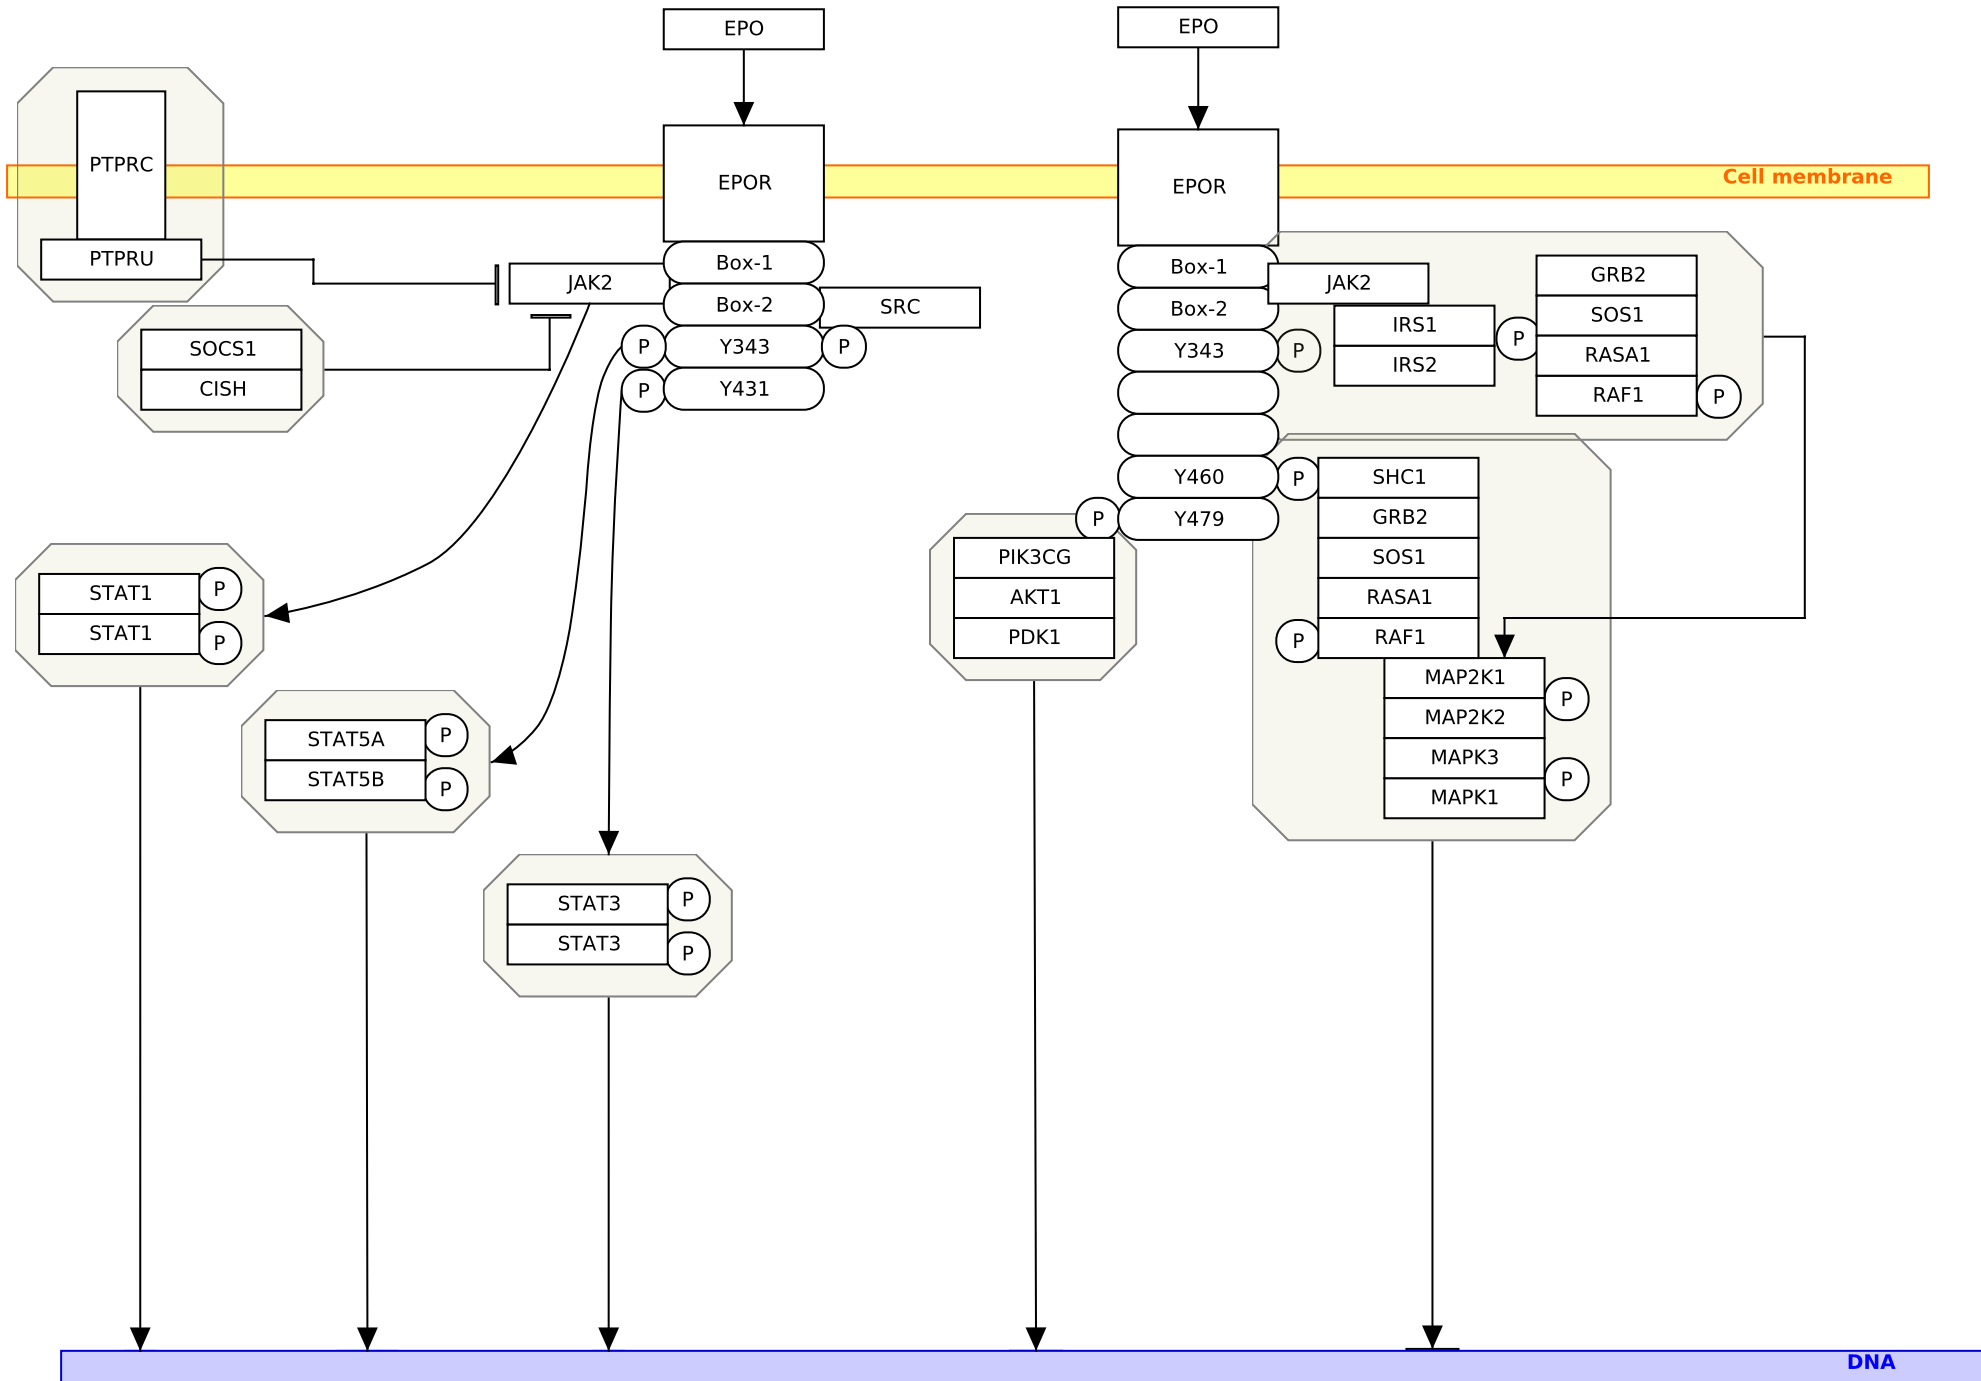 EPO
EPO
PTPRC
PTPRU
EPOR
EPOR
Cell membrane
Box-1
JAK2
Box-2
SRC
P
Y343
P
P
Y431
SOCS1
CISH
Box-1
JAK2
Box-2
Y343
P
IRS1
IRS2
P
GRB2
SOS1
RASA1
RAF1
P
Y460
P
Y479
P
SHC1
GRB2
SOS1
RASA1
RAF1
P
MAP2K1
MAP2K2
P
MAPK3
MAPK1
P
PIK3CG
AKT1
PDK1
STAT1
P
STAT1
P
STAT5A
P
STAT5B
P
STAT3
P
STAT3
P
DNA